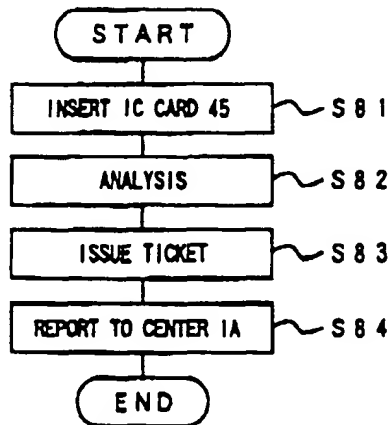 START
INSERT IC CARD 45 S81
ANALYSIS S82
ISSUE TICKET S83
REPORT TO CENTER 1A S84
END